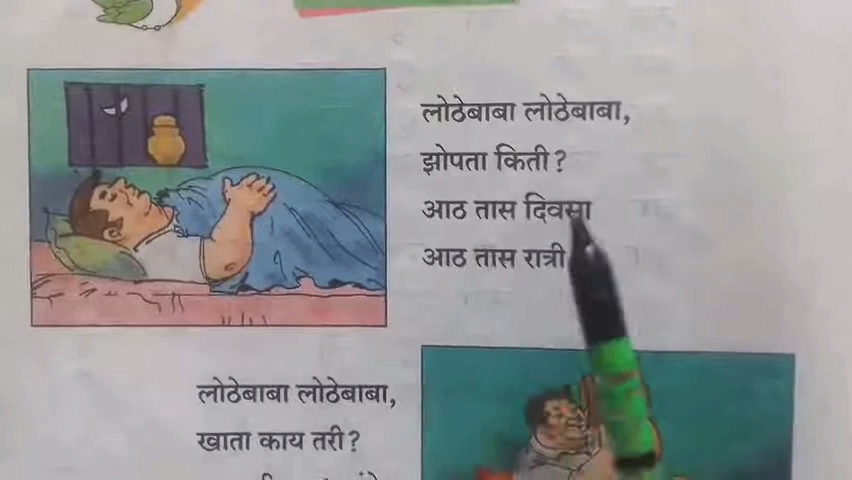 लोठेबाबा लोठेबाबा,
झोपता किती?
आठ तास दिवसा
आठ तास रात्री
लोठेबाबा लोठेबाबा,
खाता काय तरी?